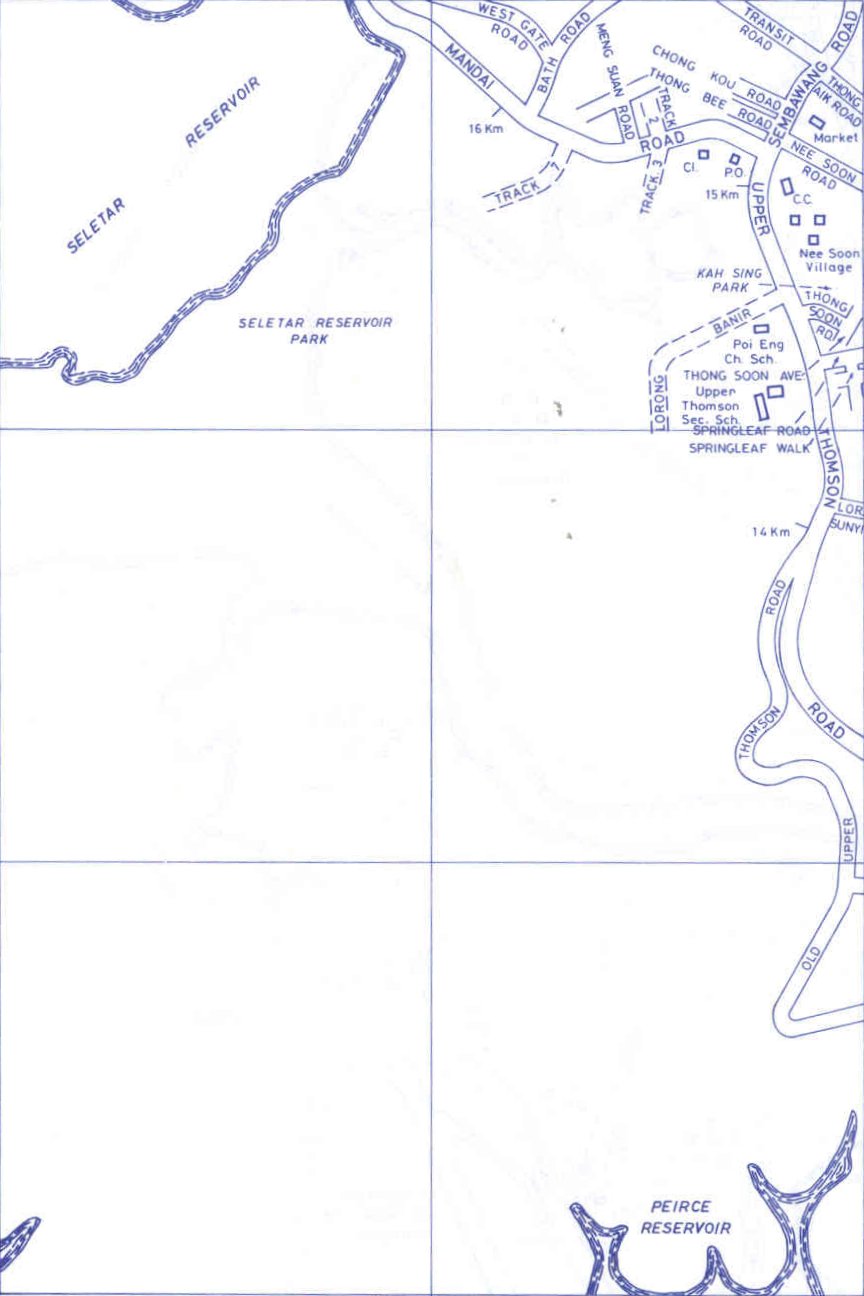 WEST GATE
ROAD
BATH ROAD
MANDAI
ROAD
MENG SUAN
ROAD
CHONG KOU ROAD
THONG BEE ROAD
TRANSIT
ROAD
SEMBAWANG ROAD
THONG
AIK ROAD
Market
NEE SOON
ROAD
TRACK
2
TRACK 3
TRACK 7
16 Km
CI.
P.O.
15 Km
C.C.
UPPER
Nee Soon
Village
KAH SING
PARK
THONG
SOON
RD.
SELETAR RESERVOIR
SELETAR RESERVOIR
PARK
LORONG
BANIR
Poi Eng
Ch. Sch.
THONG SOON AVE
Upper
Thomson
Sec. Sch.
SPRINGLEAF ROAD
SPRINGLEAF WALK
THOMSON
LOR
SUNYI
14 Km
ROAD
ROAD
THOMSON
UPPER
OLD
PEIRCE
RESERVOIR